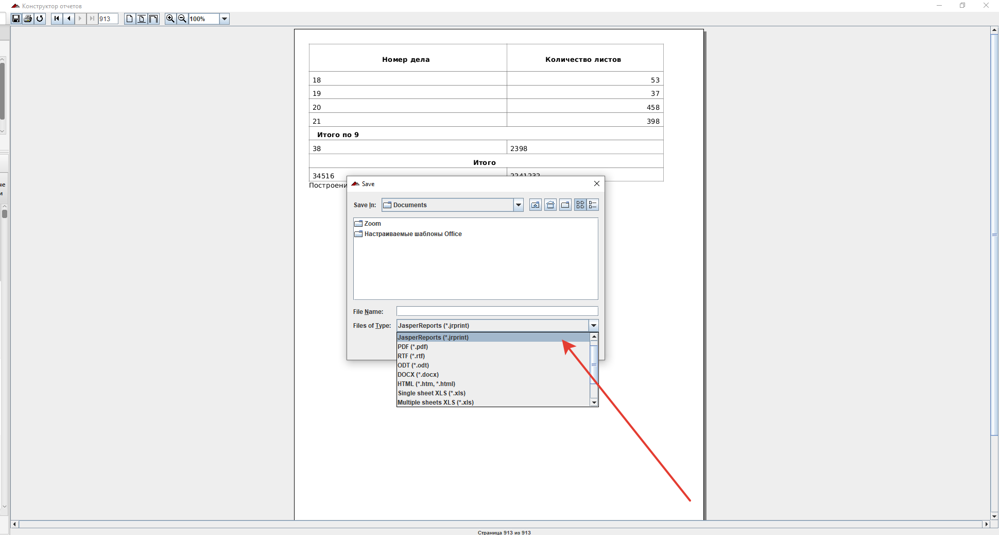 Конструктор отчетов
913
100%
Номер дела Количество листов
18 53
19 37
20 458
21 398
Итого по 9
38 2398
Итого
34516 2241232
Построени
че
и
Save
Save In: Documents
Zoom
Настраиваемые шаблоны Office
File Name:
Files of Type: JasperReports (*.jrprint)
JasperReports (*.jrprint)
PDF (*.pdf)
RTF (*.rtf)
ODT (*.odt)
DOCX (*.docx)
HTML (*.htm, *.html)
Single sheet XLS (*.xls)
Multiple sheets XLS (*.xls)
Страница 913 из 913